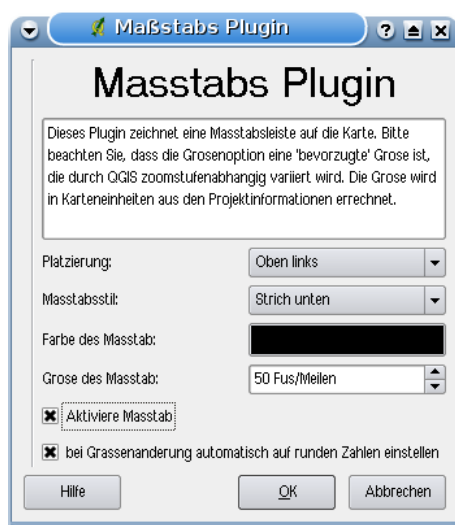 Maßstabs Plugin
Masstabs Plugin
Dieses Plugin zeichnet eine Masstabsleiste auf die Karte. Bitte
beachten Sie, dass die Grosenoption eine 'bevorzugte' Grose ist,
die durch QGIS zoomstufenabhangig variiert wird. Die Grose wird
in Karteneinheiten aus den Projektinformationen errechnet.
Platzierung: Oben links
Masstabsstil: Strich unten
Farbe des Masstab:
Grose des Masstab: 50 Fus/Meilen
Aktiviere Masstab
bei Grassenanderung automatisch auf runden Zahlen einstellen
Hilfe OK Abbrechen